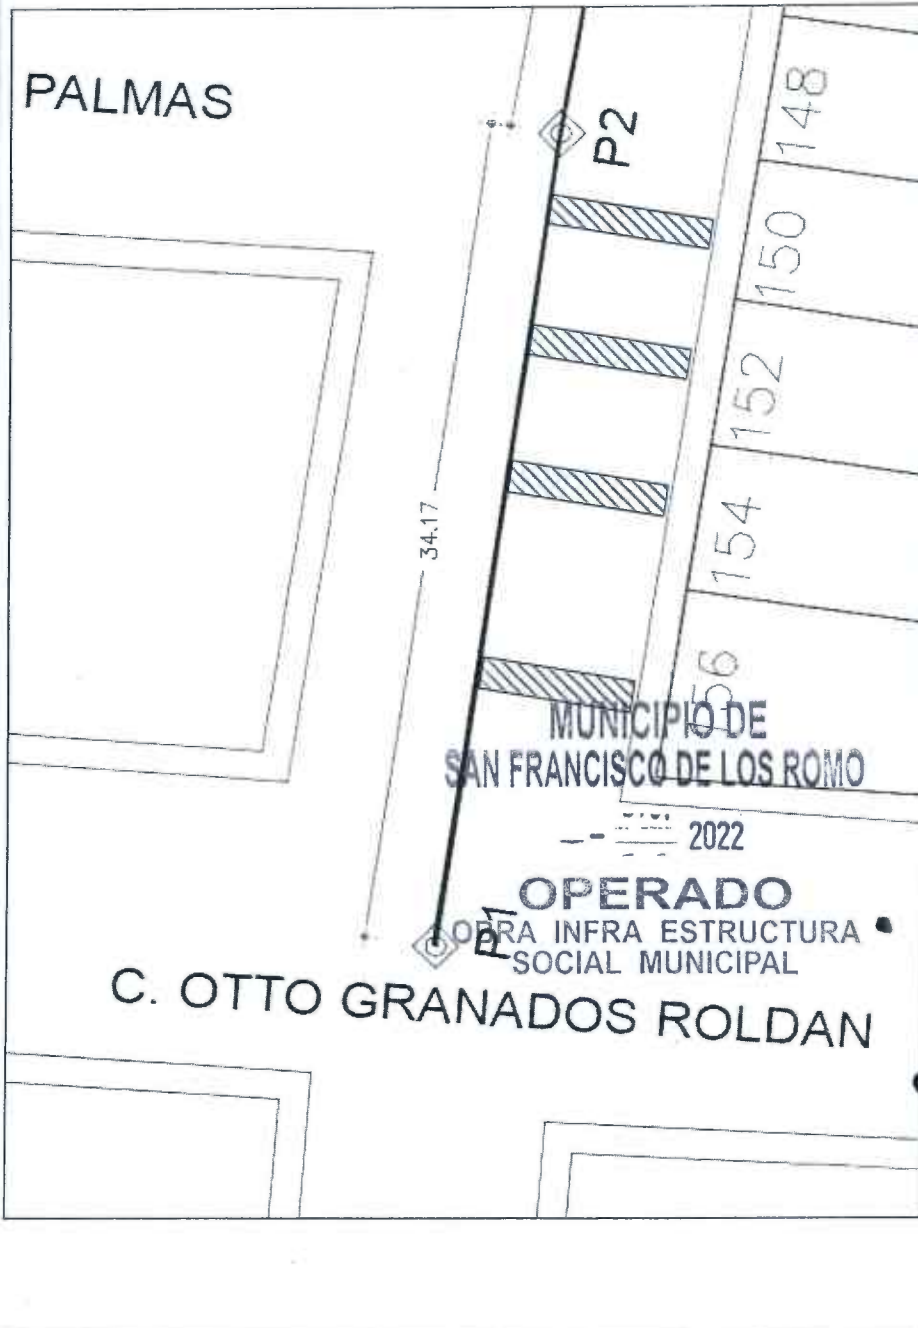 PALMAS
P2
148
150
152
154
34.17
156
MUNICIPIO DE
SAN FRANCISCO DE LOS ROMO
2022
OPERADO
P1
OBRA INFRA ESTRUCTURA
SOCIAL MUNICIPAL
C. OTTO GRANADOS ROLDAN